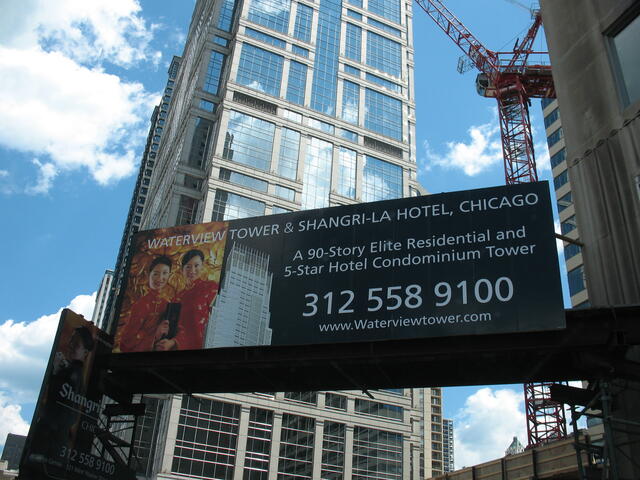 WATERVIEW TOWER & SHANGRI-LA HOTEL, CHICAGO
A 90-Story Elite Residential and
5-Star Hotel Condominium Tower
312 558 9100
www.Waterviewtower.com
Shangri
CHIC
312 558 9100